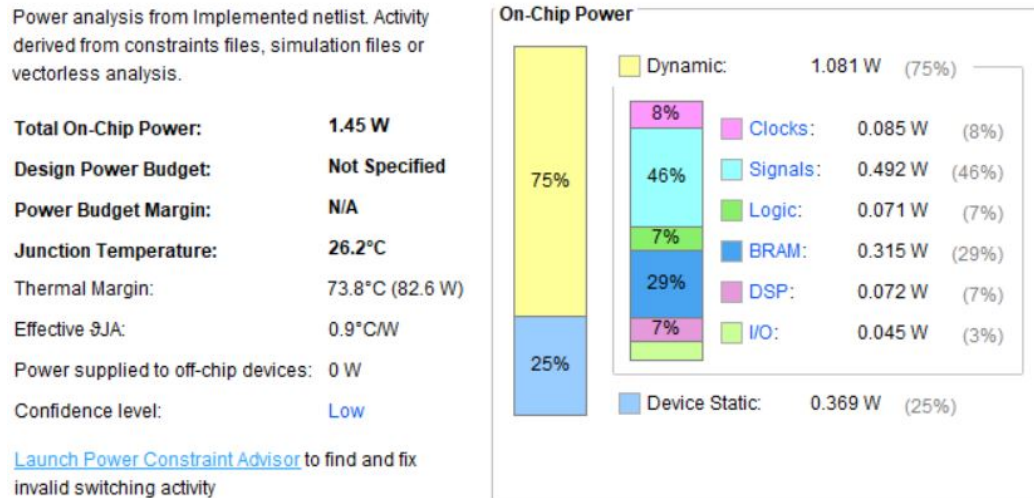 Power analysis from Implemented netlist. Activity
derived from constraints files, simulation files or
vectorless analysis.
Total On-Chip Power: 1.45 W
Design Power Budget: Not Specified
Power Budget Margin: N/A
Junction Temperature: 26.2°C
Thermal Margin: 73.8°C (82.6 W)
Effective ϑJA: 0.9°C/W
Power supplied to off-chip devices: 0 W
Confidence level: Low
Launch Power Constraint Advisor to find and fix
invalid switching activity
On-Chip Power
75%
25%
Dynamic: 1.081 W (75%)
8%
46%
7%
29%
7%
Clocks: 0.085 W (8%)
Signals: 0.492 W (46%)
Logic: 0.071 W (7%)
BRAM: 0.315 W (29%)
DSP: 0.072 W (7%)
I/O: 0.045 W (3%)
Device Static: 0.369 W (25%)